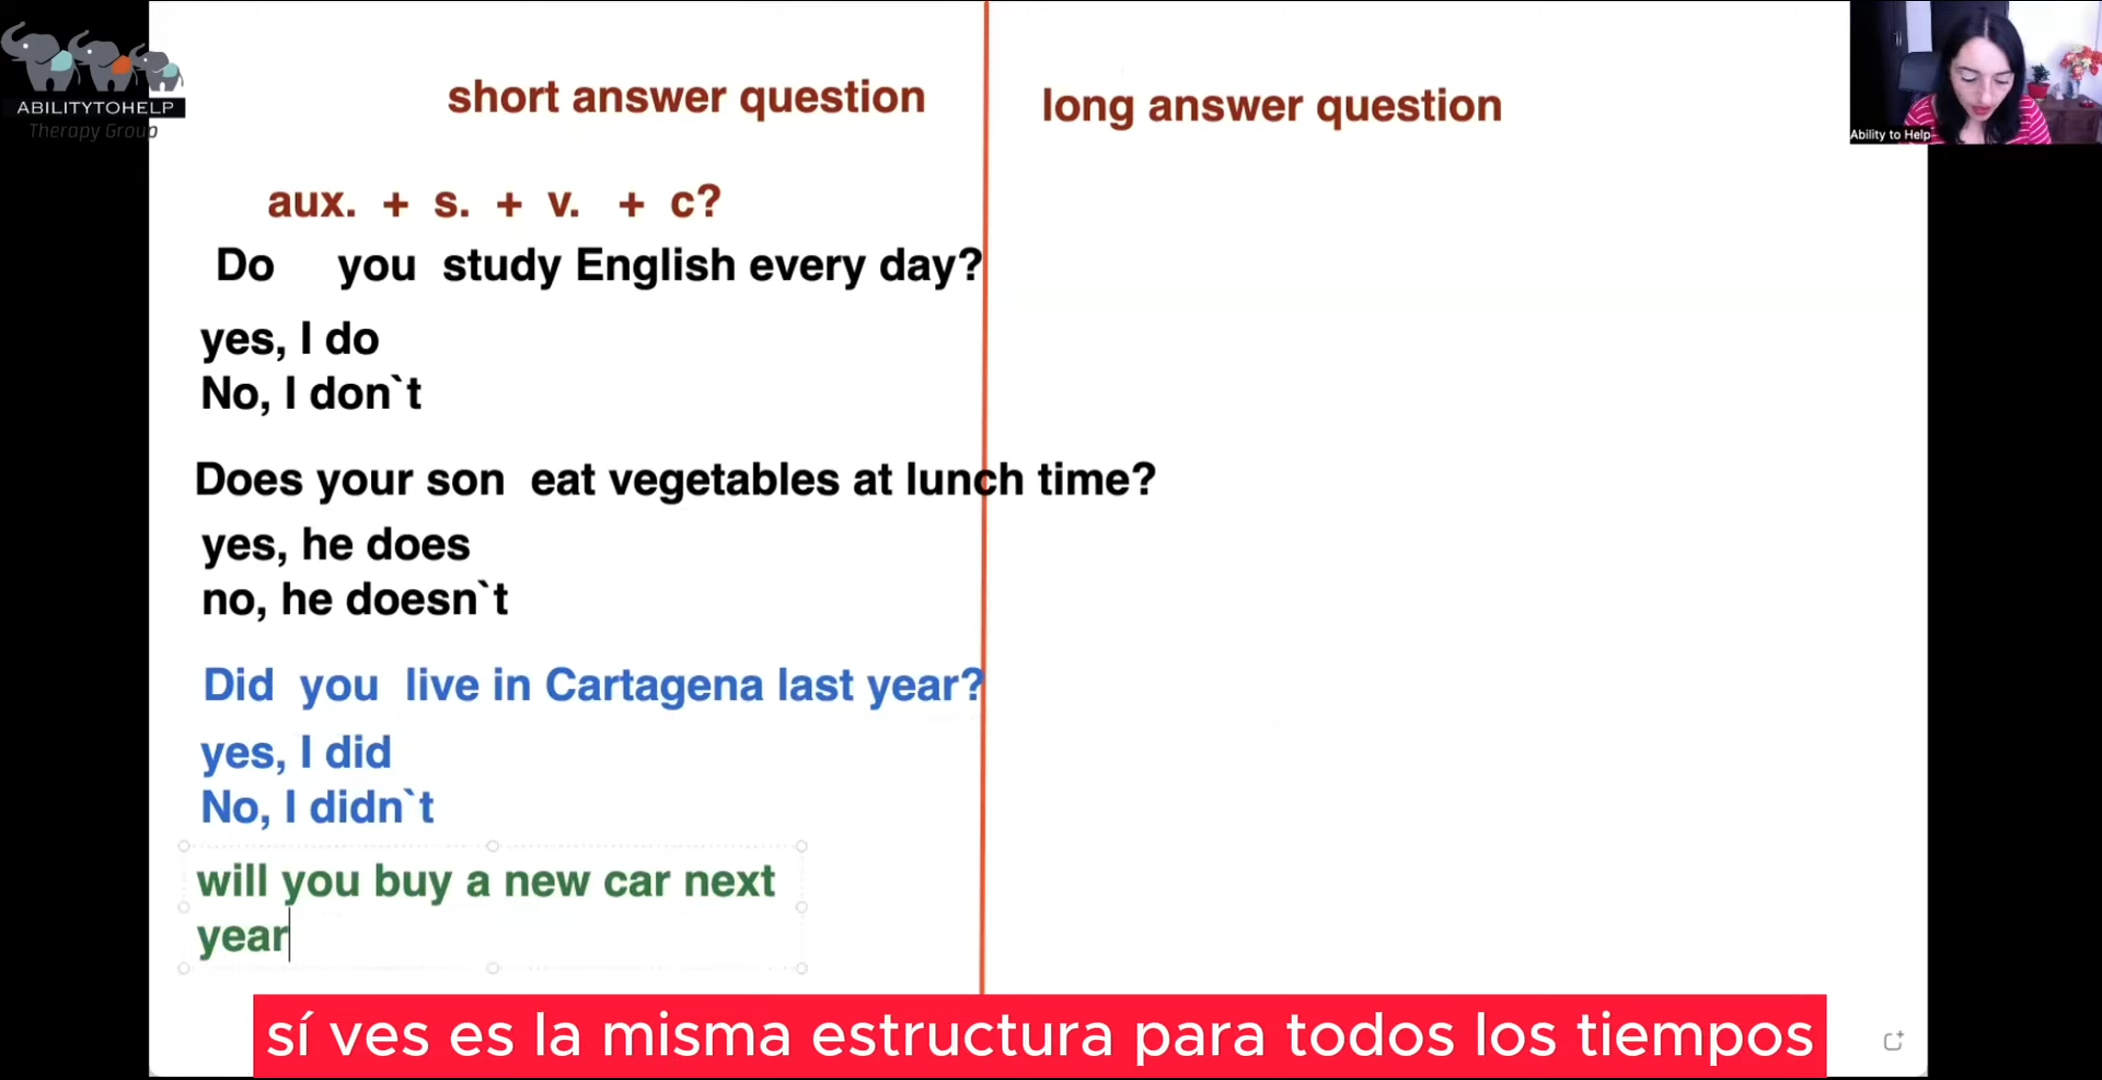 ABILITYTOHELP
Therapy Group
short answer question
long answer question
Ability to Help
aux. + s. + v. + c?
Do you study English every day?
yes, I do
No, I don`t
Does your son eat vegetables at lunch time?
yes, he does
no, he doesn`t
Did you live in Cartagena last year?
yes, I did
No, I didn`t
will you buy a new car next
year
sí ves es la misma estructura para todos los tiempos